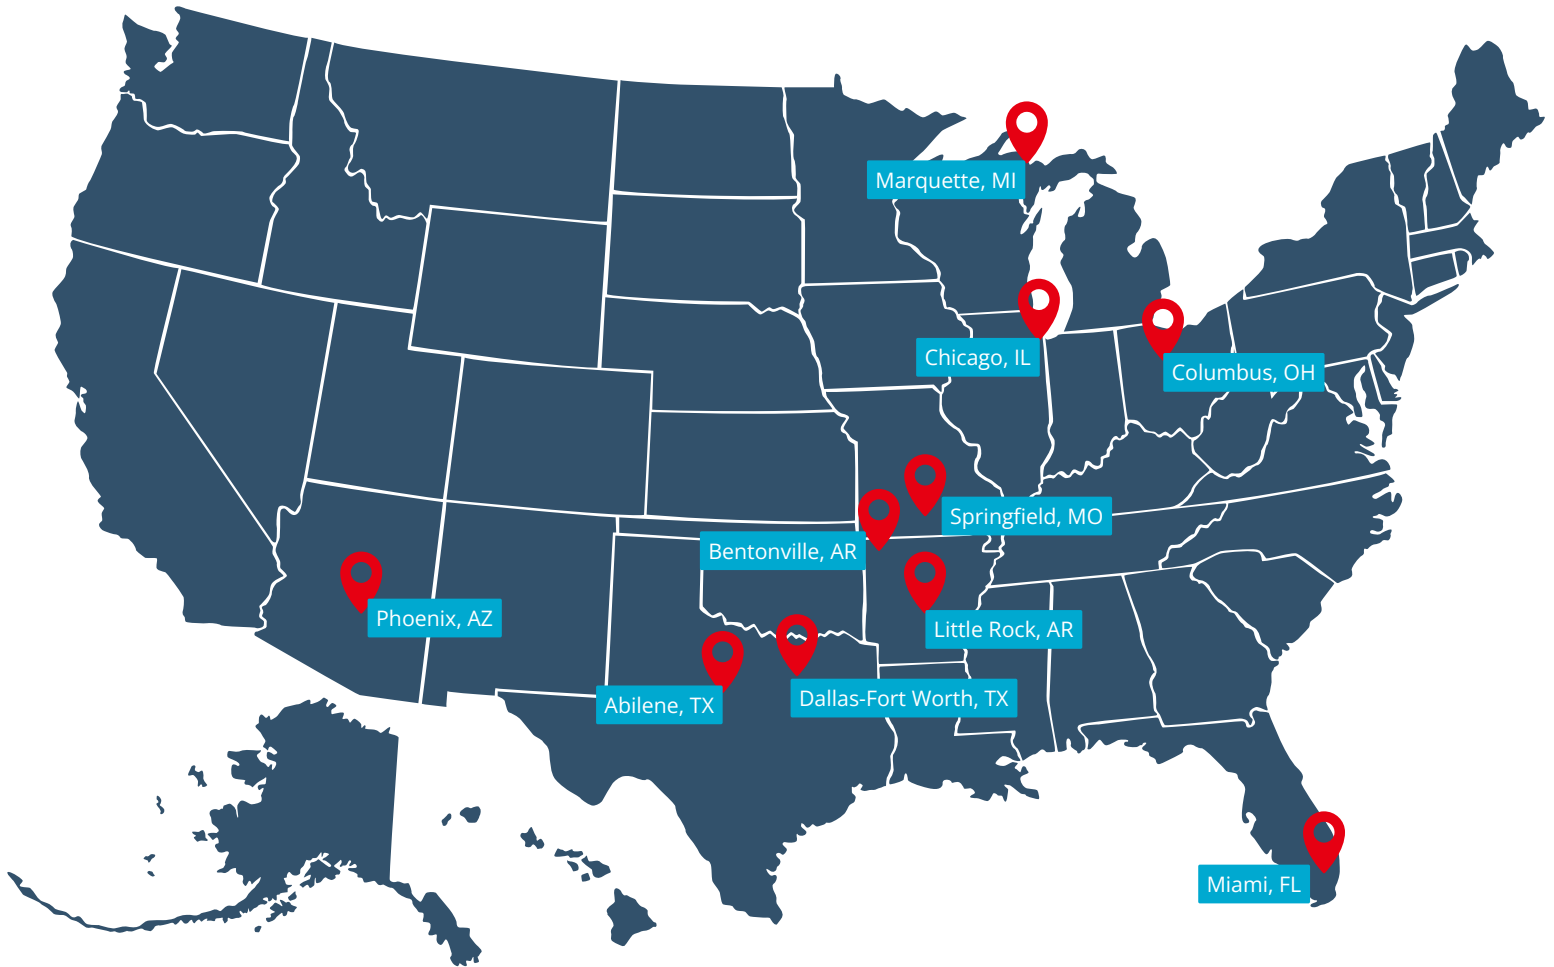 Marquette, MI
Chicago, IL
Columbus, OH
Springfield, MO
Bentonville, AR
Phoenix, AZ
Little Rock, AR
Abilene, TX
Dallas-Fort Worth, TX
Miami, FL